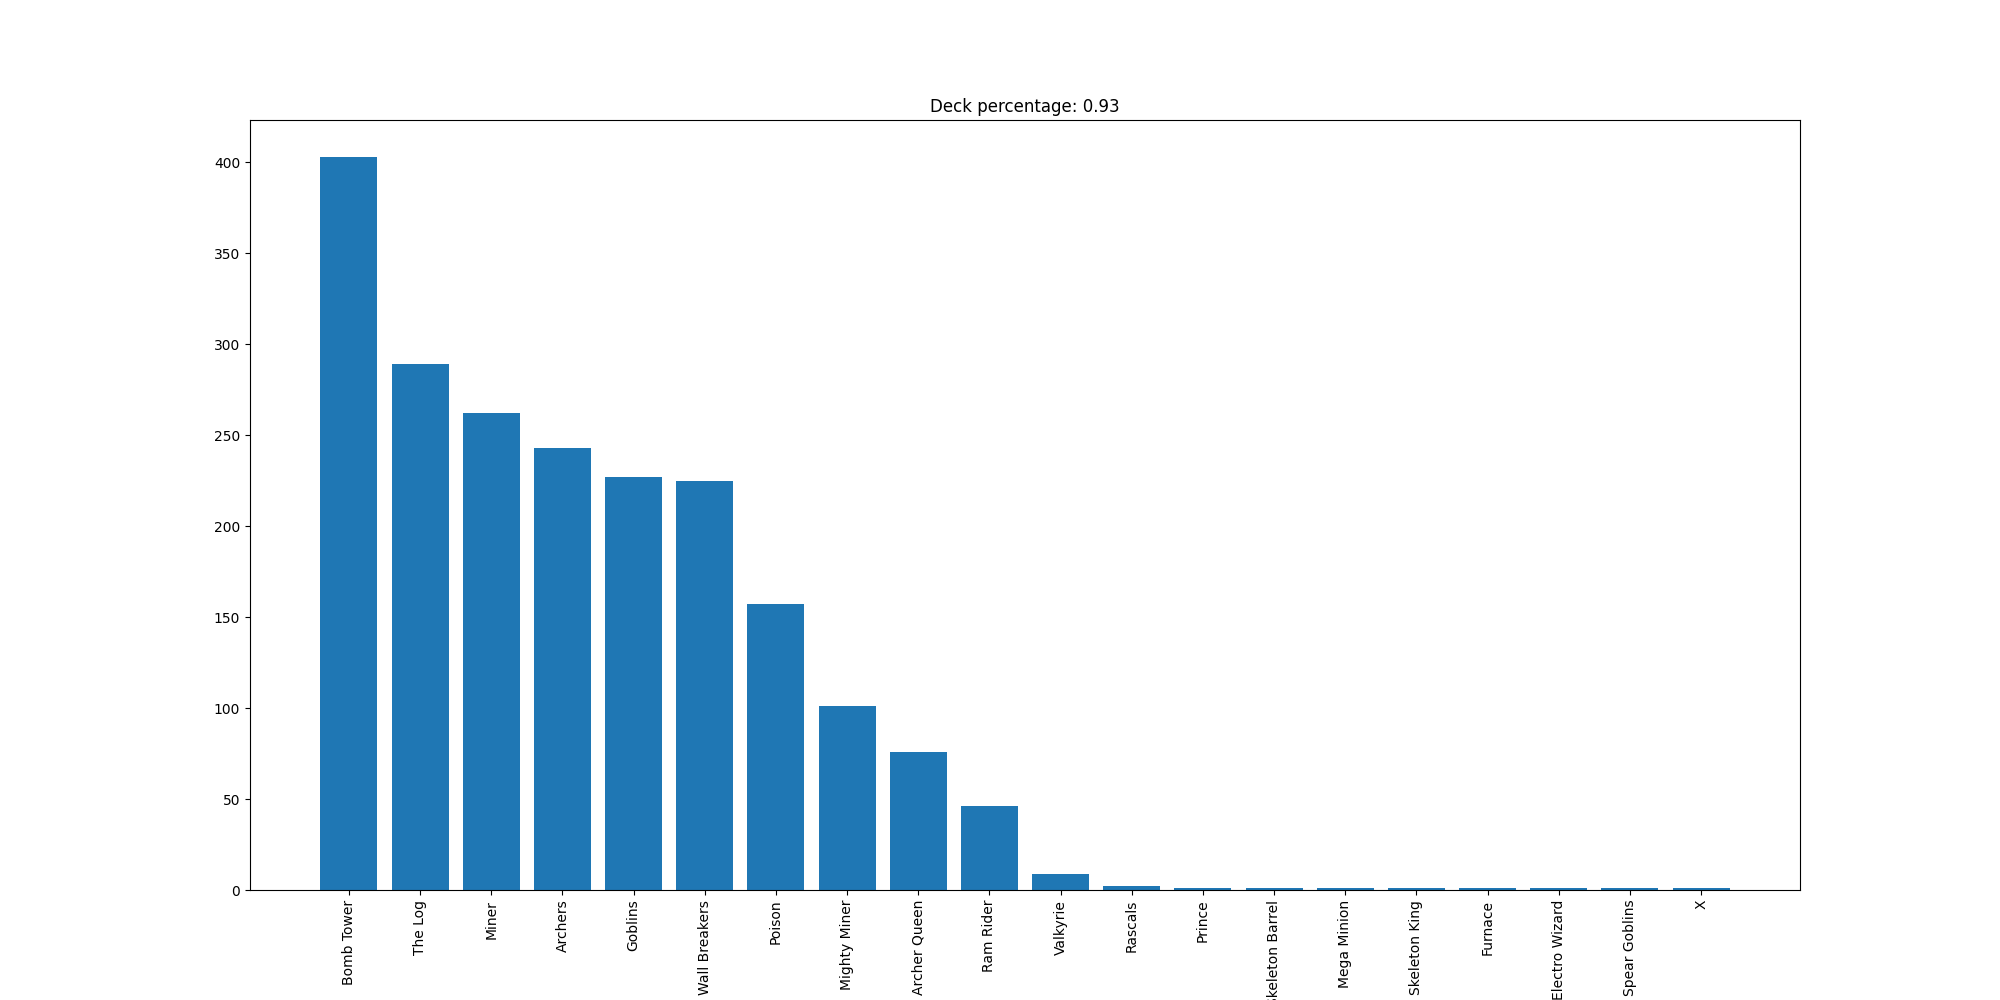 Deck percentage: 0.93
400
350
300
250
200
150
100
50
0
Bomb Tower
The Log
Miner
Archers
Goblins
Wall Breakers
Poison
Mighty Miner
Archer Queen
Ram Rider
Valkyrie
Rascals
Prince
Skeleton Barrel
Mega Minion
Skeleton King
Furnace
Electro Wizard
Spear Goblins
X